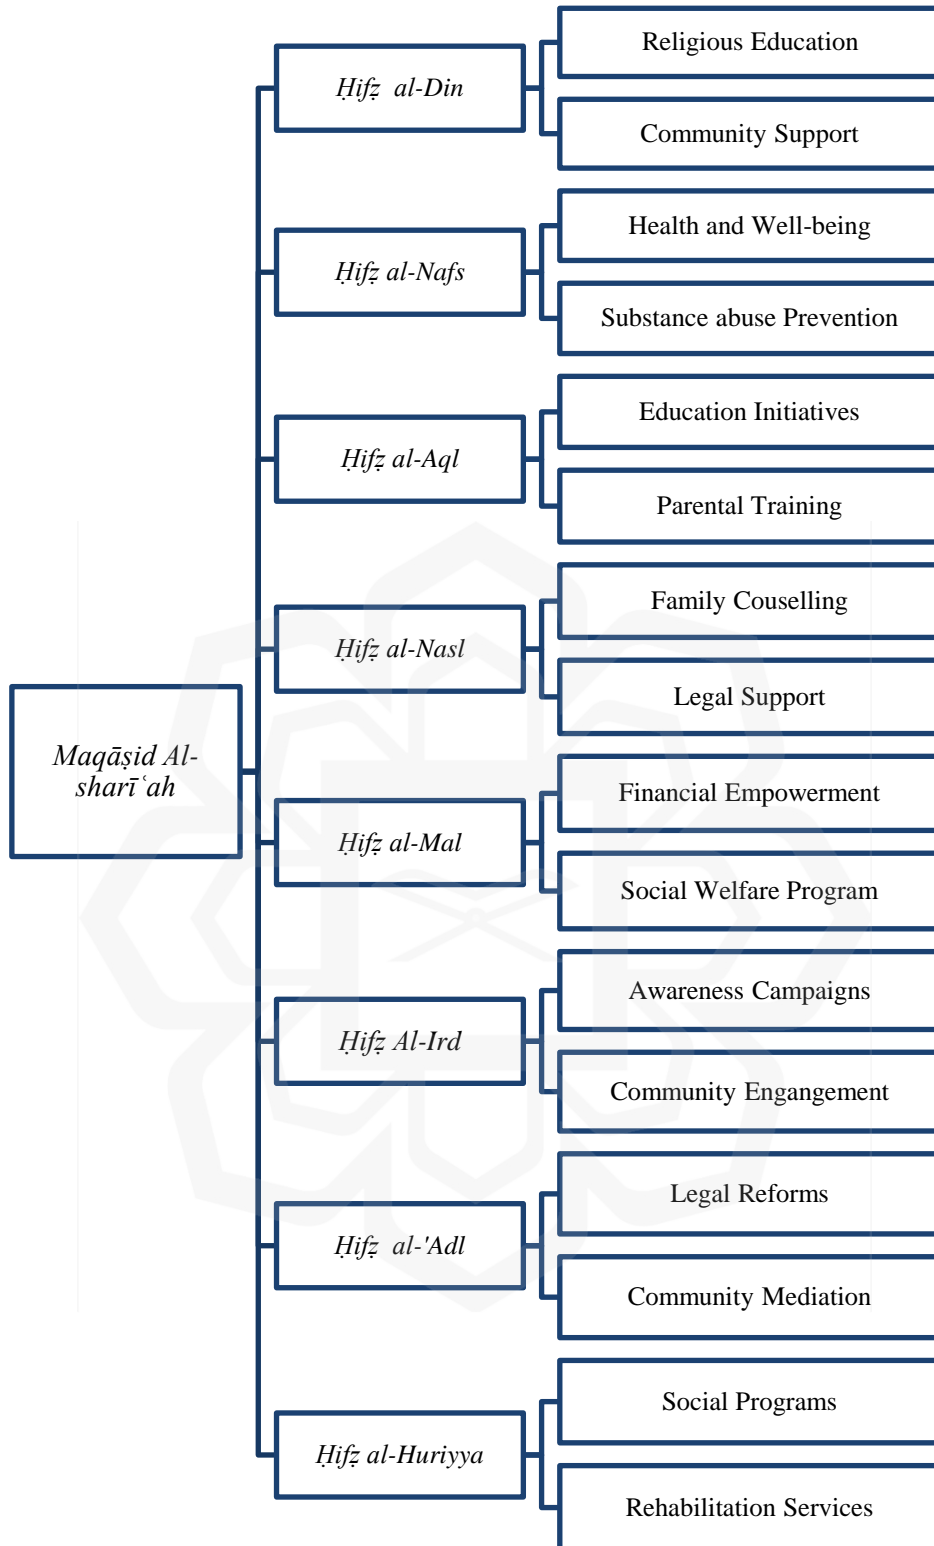 Maqāṣid Al-
sharīʿah
Ḥifẓ  al-Din
Religious Education
Community Support
Ḥifẓ al-Nafs
Health and Well-being
Substance abuse Prevention
Ḥifẓ al-Aql
Education Initiatives
Parental Training
Ḥifẓ al-Nasl
Family Couselling
Legal Support
Ḥifẓ al-Mal
Financial Empowerment
Social Welfare Program
Ḥifẓ Al-Ird
Awareness Campaigns
Community Engangement
Ḥifẓ  al-'Adl
Legal Reforms
Community Mediation
Ḥifẓ al-Huriyya
Social Programs
Rehabilitation Services